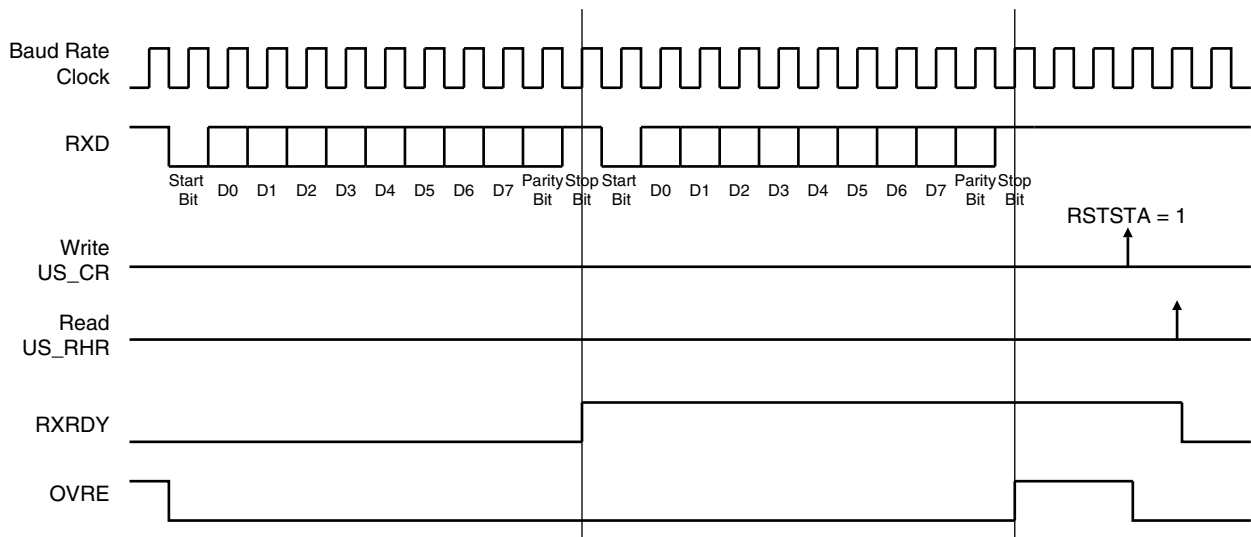 Baud Rate
Clock
RXD
Start
Bit
D0
D1
D2
D3
D4
D5
D6
D7
Parity
Bit
Stop
Bit
Start
Bit
D0
D1
D2
D3
D4
D5
D6
D7
Parity
Bit
Stop
Bit
RSTSTA = 1
Write
US_CR
Read
US_RHR
RXRDY
OVRE